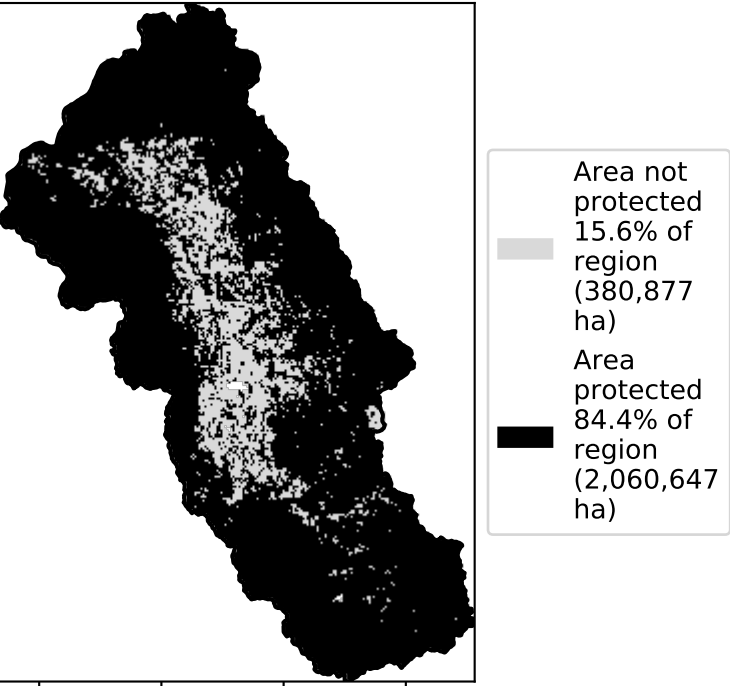 Area not
protected
15.6% of
region
(380,877
ha)
Area
protected
84.4% of
region
(2,060,647
ha)